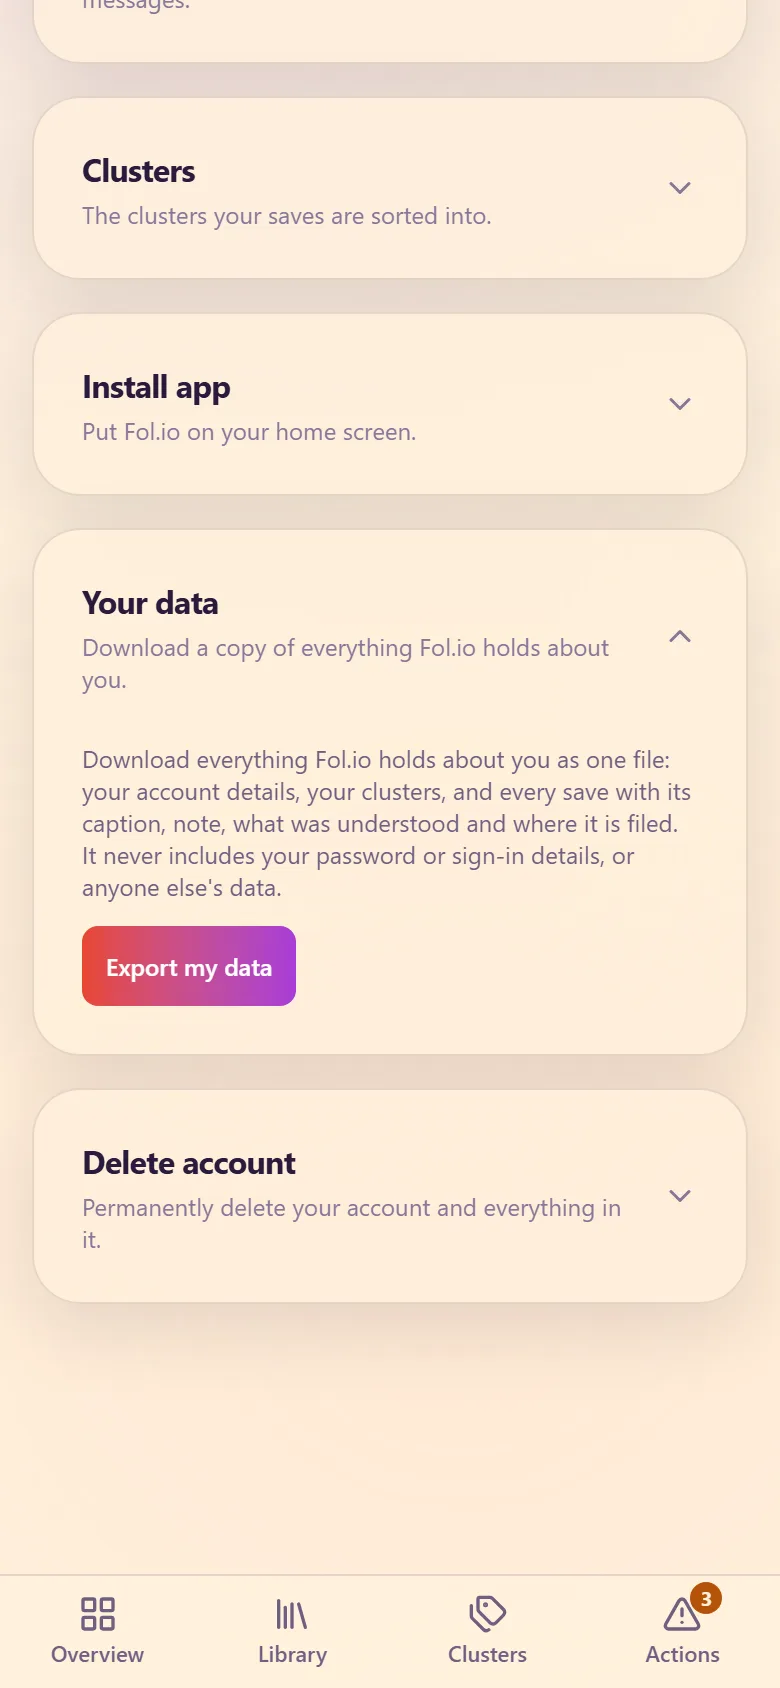 messages.
Clusters
The clusters your saves are sorted into.
Install app
Put Fol.io on your home screen.
Your data
Download a copy of everything Fol.io holds about
you.
Download everything Fol.io holds about you as one file:
your account details, your clusters, and every save with its
caption, note, what was understood and where it is filed.
It never includes your password or sign-in details, or
anyone else's data.
Export my data
Delete account
Permanently delete your account and everything in
it.
3
Overview
Library
Clusters
Actions